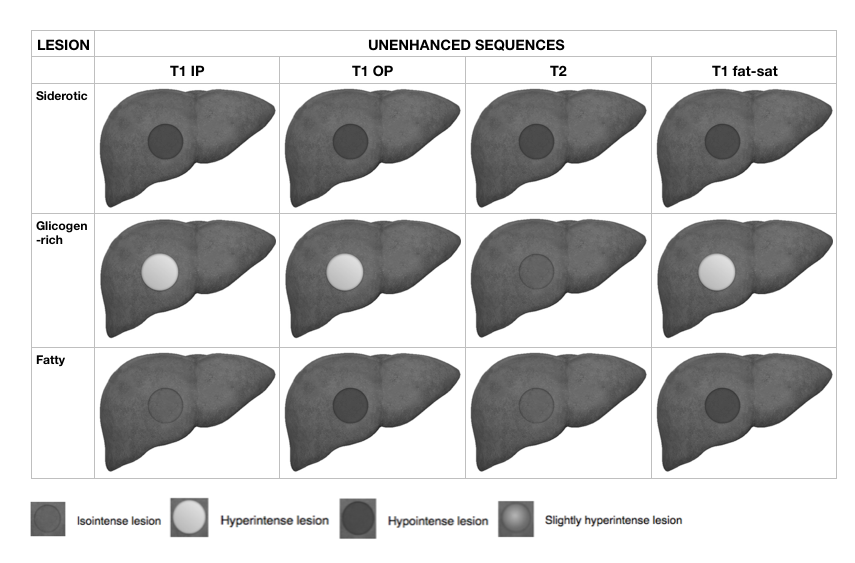 LESION UNENHANCED SEQUENCES
T1 IP T1 OP T2 T1 fat-sat
Siderotic
Glicogen
-rich
Fatty
Isointense lesion Hyperintense lesion Hypointense lesion Slightly hyperintense lesion